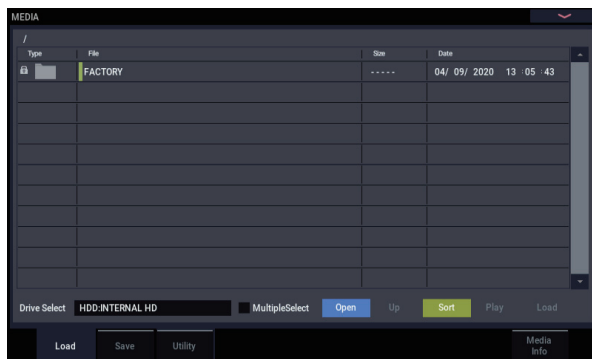 MEDIA
/
Type File Size Date
FACTORY ----- 04/ 09/ 2020 13 :05 :43
Drive Select HDD:INTERNAL HD MultipleSelect Open Up Sort Play Load
Load Save Utility Media
Info